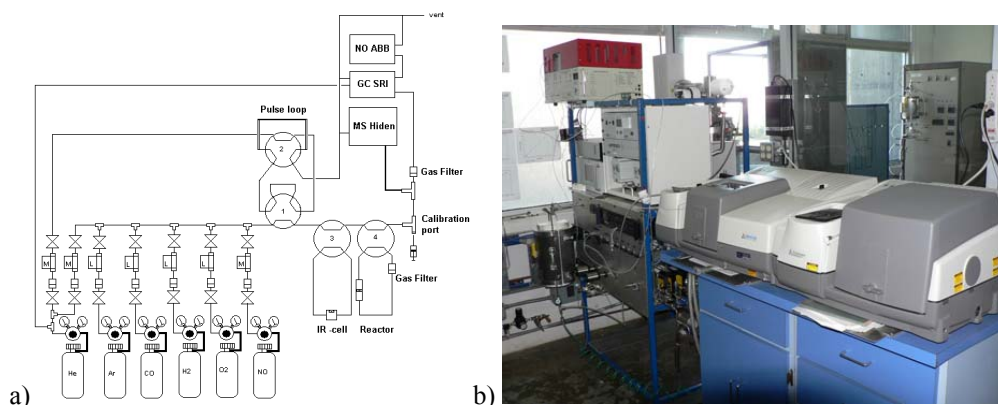 vent
NO ABB
GC SRI
Pulse loop
MS Hiden
2
Gas Filter
1
Calibration
port
3
4
M
M
L
L
L
L
M
Gas Filter
IR -cell
Reactor
He
Ar
CO
H2
O2
NO
a)
b)